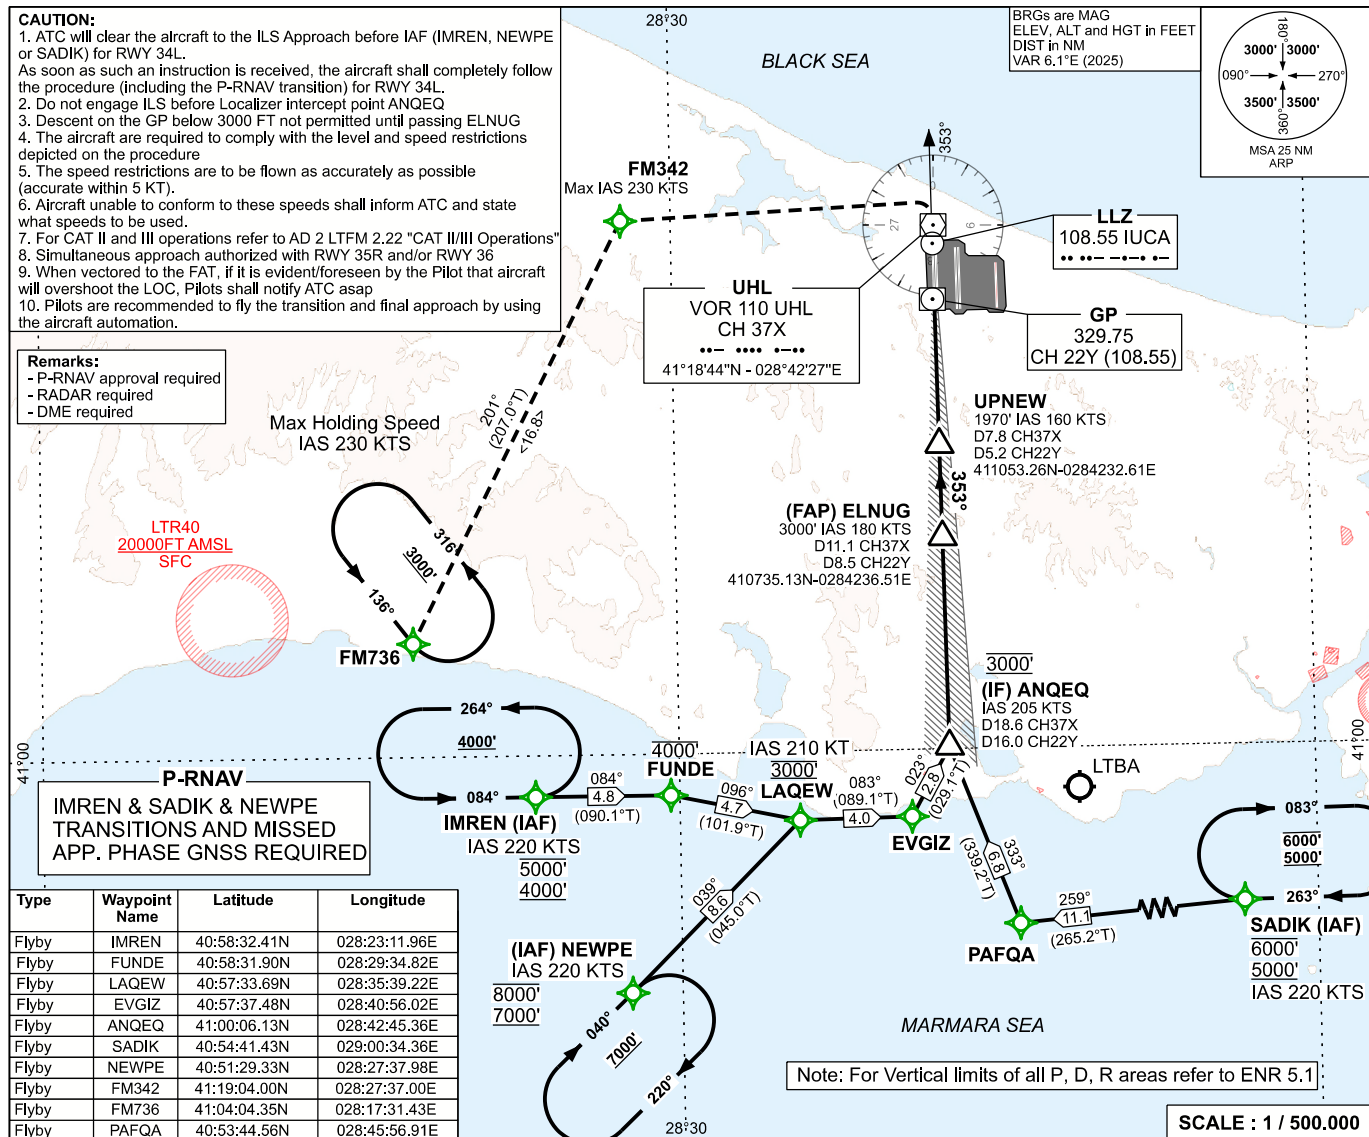 CAUTION:
1. ATC will clear the aircraft to the ILS Approach before IAF (IMREN, NEWPE
or SADIK) for RWY 34L.
As soon as such an instruction is received, the aircraft shall completely follow
the procedure (including the P-RNAV transition) for RWY 34L.
2. Do not engage ILS before Localizer intercept point ANQEQ
3. Descent on the GP below 3000 FT not permitted until passing ELNUG
4. The aircraft are required to comply with the level and speed restrictions
depicted on the procedure
5. The speed restrictions are to be flown as accurately as possible
(accurate within 5 KT).
6. Aircraft unable to conform to these speeds shall inform ATC and state
what speeds to be used.
7. For CAT II and III operations refer to AD 2 LTFM 2.22 "CAT II/III Operations"
8. Simultaneous approach authorized with RWY 35R and/or RWY 36
9. When vectored to the FAT, if it is evident/foreseen by the Pilot that aircraft
will overshoot the LOC, Pilots shall notify ATC asap
10. Pilots are recommended to fly the transition and final approach by using
the aircraft automation.
28°30
BLACK SEA
BRGs are MAG
ELEV, ALT and HGT in FEET
DIST in NM
VAR 6.1°E (2025)
180°
3000' 3000'
090° 270°
3500' 3500'
360°
MSA 25 NM
ARP
FM342
Max IAS 230 KTS
353°
27
6
LLZ
108.55 IUCA
UHL
VOR 110 UHL
CH 37X
41°18'44"N - 028°42'27"E
GP
329.75
CH 22Y (108.55)
Remarks:
- P-RNAV approval required
- RADAR required
- DME required
Max Holding Speed
IAS 230 KTS
201°
(207.0°T)
<16.8>
UPNEW
1970' IAS 160 KTS
D7.8 CH37X
D5.2 CH22Y
411053.26N-0284232.61E
353°
(FAP) ELNUG
3000' IAS 180 KTS
D11.1 CH37X
D8.5 CH22Y
410735.13N-0284236.51E
LTR40
20000FT AMSL
SFC
316°
3000'
136°
FM736
3000'
(IF) ANQEQ
IAS 205 KTS
D18.6 CH37X
D16.0 CH22Y
264°
4000'
084°
41°00
41°00
4000'
FUNDE
IAS 210 KT
3000'
LAQEW
084°
4.8
(090.1°T)
096°
4.7
(101.9°T)
083°
(089.1°T)
4.0
023°
2.8
(029.1°T)
LTBA
EVGIZ
IMREN (IAF)
IAS 220 KTS
5000'
4000'
P-RNAV
IMREN & SADIK & NEWPE
TRANSITIONS AND MISSED
APP. PHASE GNSS REQUIRED
039°
8.6
(045.0°T)
333°
6.8
(339.2°T)
083°
6000'
5000'
263°
259°
11.1
(265.2°T)
PAFQA
SADIK (IAF)
6000'
5000'
IAS 220 KTS
(IAF) NEWPE
IAS 220 KTS
8000'
7000'
040°
7000'
220°
MARMARA SEA
Type Waypoint Name Latitude Longitude
Flyby IMREN 40:58:32.41N 028:23:11.96E
Flyby FUNDE 40:58:31.90N 028:29:34.82E
Flyby LAQEW 40:57:33.69N 028:35:39.22E
Flyby EVGIZ 40:57:37.48N 028:40:56.02E
Flyby ANQEQ 41:00:06.13N 028:42:45.36E
Flyby SADIK 40:54:41.43N 029:00:34.36E
Flyby NEWPE 40:51:29.33N 028:27:37.98E
Flyby FM342 41:19:04.00N 028:27:37.00E
Flyby FM736 41:04:04.35N 028:17:31.43E
Flyby PAFQA 40:53:44.56N 028:45:56.91E
Note: For Vertical limits of all P, D, R areas refer to ENR 5.1
28°30
SCALE : 1 / 500.000